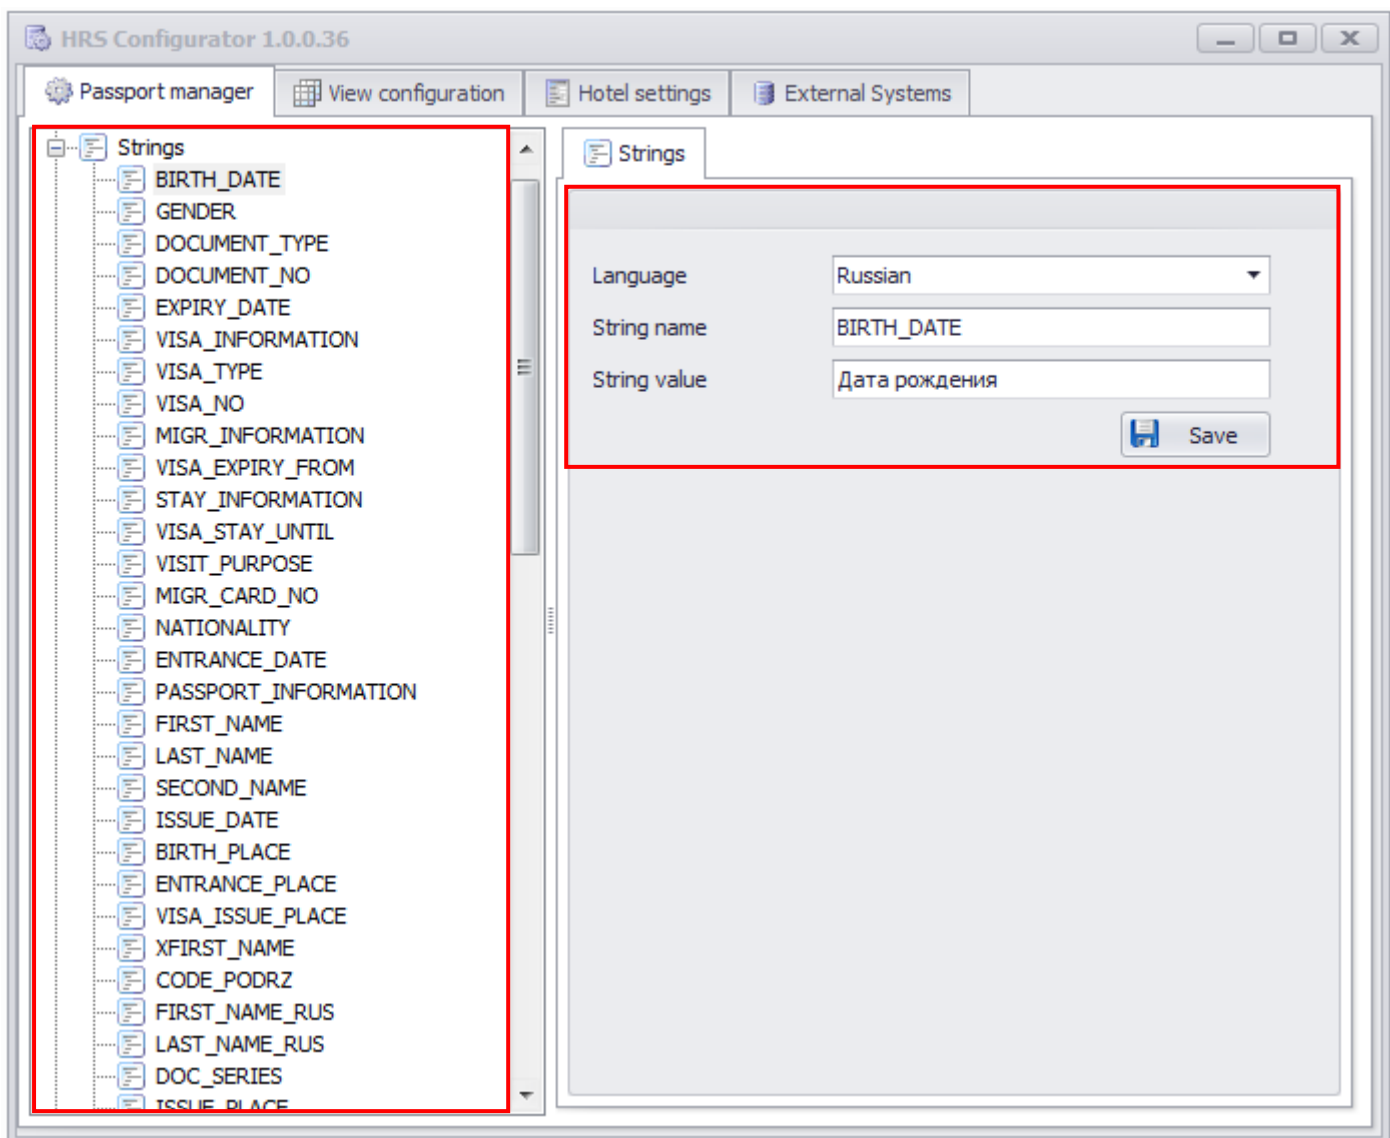 HRS Configurator 1.0.0.36
Passport manager
View configuration
Hotel settings
External Systems
Strings
BIRTH_DATE
GENDER
DOCUMENT_TYPE
DOCUMENT_NO
EXPIRY_DATE
VISA_INFORMATION
VISA_TYPE
VISA_NO
MIGR_INFORMATION
VISA_EXPIRY_FROM
STAY_INFORMATION
VISA_STAY_UNTIL
VISIT_PURPOSE
MIGR_CARD_NO
NATIONALITY
ENTRANCE_DATE
PASSPORT_INFORMATION
FIRST_NAME
LAST_NAME
SECOND_NAME
ISSUE_DATE
BIRTH_PLACE
ENTRANCE_PLACE
VISA_ISSUE_PLACE
XFIRST_NAME
CODE_PODRZ
FIRST_NAME_RUS
LAST_NAME_RUS
DOC_SERIES
ISSUE_PLACE
Strings
Language
Russian
String name
BIRTH_DATE
String value
Дата рождения
Save